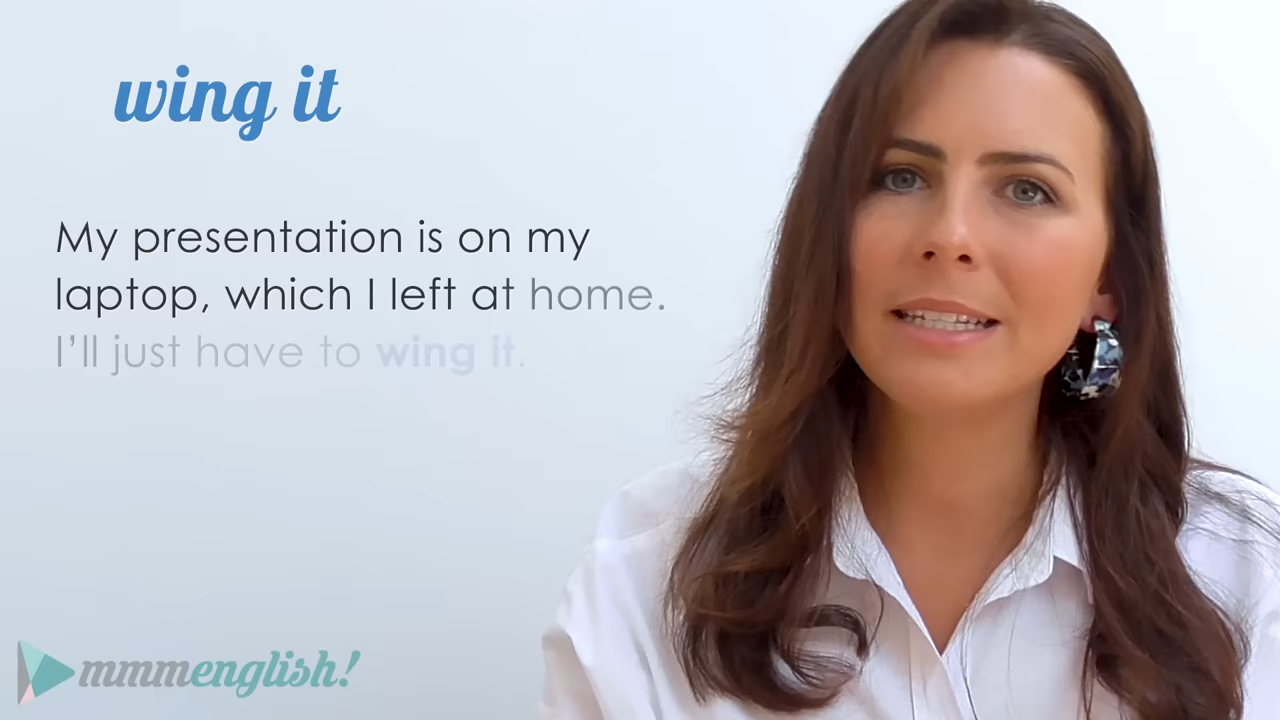 wing it
My presentation is on my
laptop, which I left at home.
I’ll just have to wing it.
mmmenglish!